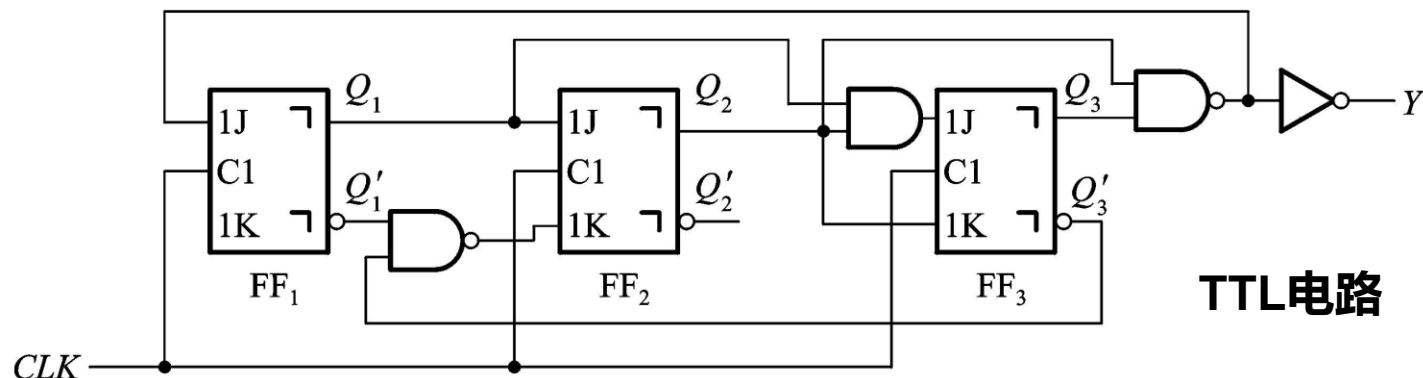 Q₁
Q₂
Q₃
Y
1J
1J
1J
C1
C1
C1
Q₁′
Q₂′
Q₃′
1K
1K
1K
FF₁
FF₂
FF₃
TTL电路
CLK